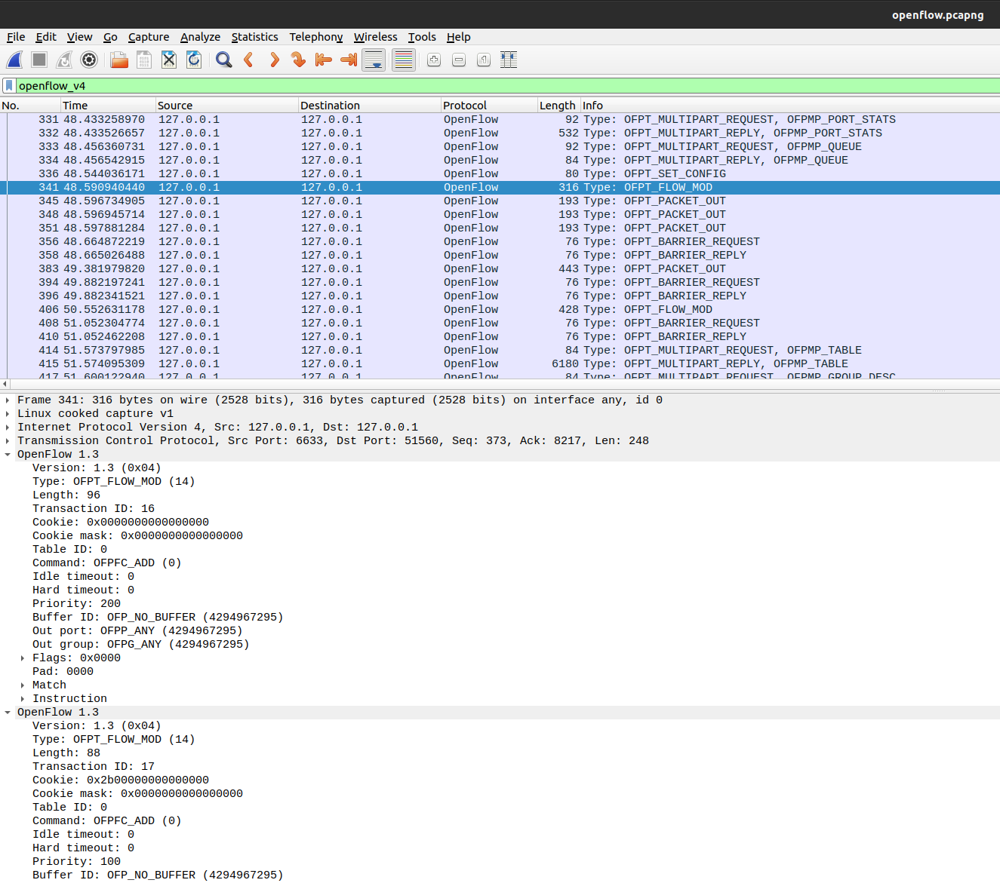 openflow.pcapng
File Edit View Go Capture Analyze Statistics Telephony Wireless Tools Help
openflow_v4
No. Time Source Destination Protocol Length Info
331 48.433258970 127.0.0.1 127.0.0.1 OpenFlow 92 Type: OFPT_MULTIPART_REQUEST, OFPMP_PORT_STATS
332 48.433526657 127.0.0.1 127.0.0.1 OpenFlow 532 Type: OFPT_MULTIPART_REPLY, OFPMP_PORT_STATS
333 48.456360731 127.0.0.1 127.0.0.1 OpenFlow 92 Type: OFPT_MULTIPART_REQUEST, OFPMP_QUEUE
334 48.456542915 127.0.0.1 127.0.0.1 OpenFlow 84 Type: OFPT_MULTIPART_REPLY, OFPMP_QUEUE
336 48.544036171 127.0.0.1 127.0.0.1 OpenFlow 80 Type: OFPT_SET_CONFIG
341 48.590940440 127.0.0.1 127.0.0.1 OpenFlow 316 Type: OFPT_FLOW_MOD
345 48.596734905 127.0.0.1 127.0.0.1 OpenFlow 193 Type: OFPT_PACKET_OUT
348 48.596945714 127.0.0.1 127.0.0.1 OpenFlow 193 Type: OFPT_PACKET_OUT
351 48.597881284 127.0.0.1 127.0.0.1 OpenFlow 193 Type: OFPT_PACKET_OUT
356 48.664872219 127.0.0.1 127.0.0.1 OpenFlow 76 Type: OFPT_BARRIER_REQUEST
358 48.665026488 127.0.0.1 127.0.0.1 OpenFlow 76 Type: OFPT_BARRIER_REPLY
383 49.381979820 127.0.0.1 127.0.0.1 OpenFlow 443 Type: OFPT_PACKET_OUT
394 49.882197241 127.0.0.1 127.0.0.1 OpenFlow 76 Type: OFPT_BARRIER_REQUEST
396 49.882341521 127.0.0.1 127.0.0.1 OpenFlow 76 Type: OFPT_BARRIER_REPLY
406 50.552631178 127.0.0.1 127.0.0.1 OpenFlow 428 Type: OFPT_FLOW_MOD
408 51.052304774 127.0.0.1 127.0.0.1 OpenFlow 76 Type: OFPT_BARRIER_REQUEST
410 51.052462208 127.0.0.1 127.0.0.1 OpenFlow 76 Type: OFPT_BARRIER_REPLY
414 51.573797985 127.0.0.1 127.0.0.1 OpenFlow 84 Type: OFPT_MULTIPART_REQUEST, OFPMP_TABLE
415 51.574095309 127.0.0.1 127.0.0.1 OpenFlow 6180 Type: OFPT_MULTIPART_REPLY, OFPMP_TABLE
417 51.600122940 127.0.0.1 127.0.0.1 OpenFlow 84 Type: OFPT_MULTIPART_REQUEST, OFPMP_GROUP_DESC
Frame 341: 316 bytes on wire (2528 bits), 316 bytes captured (2528 bits) on interface any, id 0
Linux cooked capture v1
Internet Protocol Version 4, Src: 127.0.0.1, Dst: 127.0.0.1
Transmission Control Protocol, Src Port: 6633, Dst Port: 51560, Seq: 373, Ack: 8217, Len: 248
OpenFlow 1.3
Version: 1.3 (0x04)
Type: OFPT_FLOW_MOD (14)
Length: 96
Transaction ID: 16
Cookie: 0x0000000000000000
Cookie mask: 0x0000000000000000
Table ID: 0
Command: OFPFC_ADD (0)
Idle timeout: 0
Hard timeout: 0
Priority: 200
Buffer ID: OFP_NO_BUFFER (4294967295)
Out port: OFPP_ANY (4294967295)
Out group: OFPG_ANY (4294967295)
Flags: 0x0000
Pad: 0000
Match
Instruction
OpenFlow 1.3
Version: 1.3 (0x04)
Type: OFPT_FLOW_MOD (14)
Length: 88
Transaction ID: 17
Cookie: 0x2b00000000000000
Cookie mask: 0x0000000000000000
Table ID: 0
Command: OFPFC_ADD (0)
Idle timeout: 0
Hard timeout: 0
Priority: 100
Buffer ID: OFP_NO_BUFFER (4294967295)